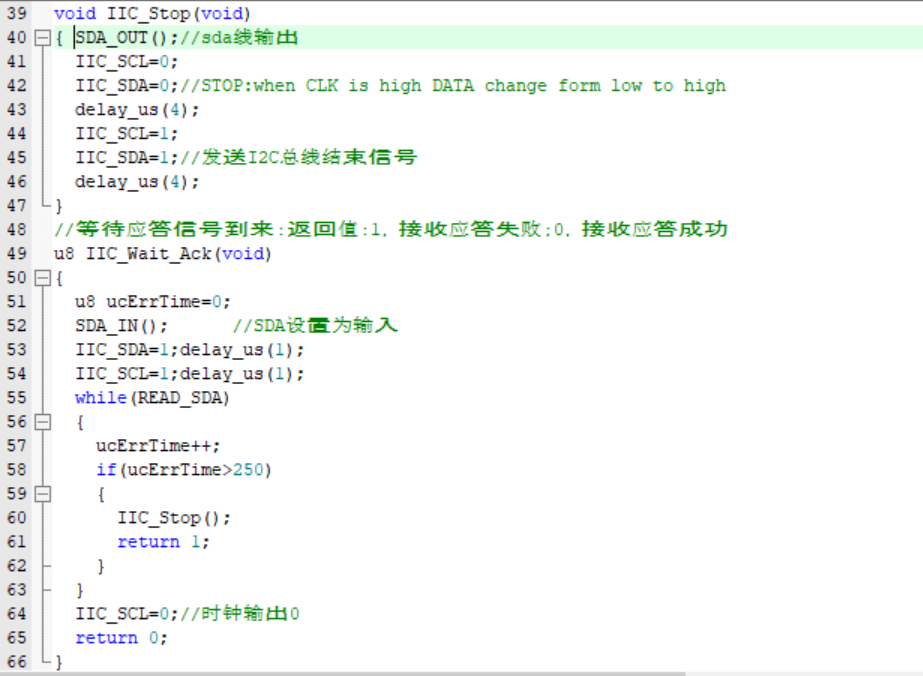 39 void IIC_Stop(void)
40 { SDA_OUT();//sda线输出
41 IIC_SCL=0;
42 IIC_SDA=0;//STOP:when CLK is high DATA change form low to high
43 delay_us(4);
44 IIC_SCL=1;
45 IIC_SDA=1;//发送I2C总线结束信号
46 delay_us(4);
47 }
48 //等待应答信号到来:返回值:1, 接收应答失败;0, 接收应答成功
49 u8 IIC_Wait_Ack(void)
50 {
51 u8 ucErrTime=0;
52 SDA_IN(); //SDA设置为输入
53 IIC_SDA=1;delay_us(1);
54 IIC_SCL=1;delay_us(1);
55 while(READ_SDA)
56 {
57 ucErrTime++;
58 if(ucErrTime>250)
59 {
60 IIC_Stop();
61 return 1;
62 }
63 }
64 IIC_SCL=0;//时钟输出0
65 return 0;
66 }